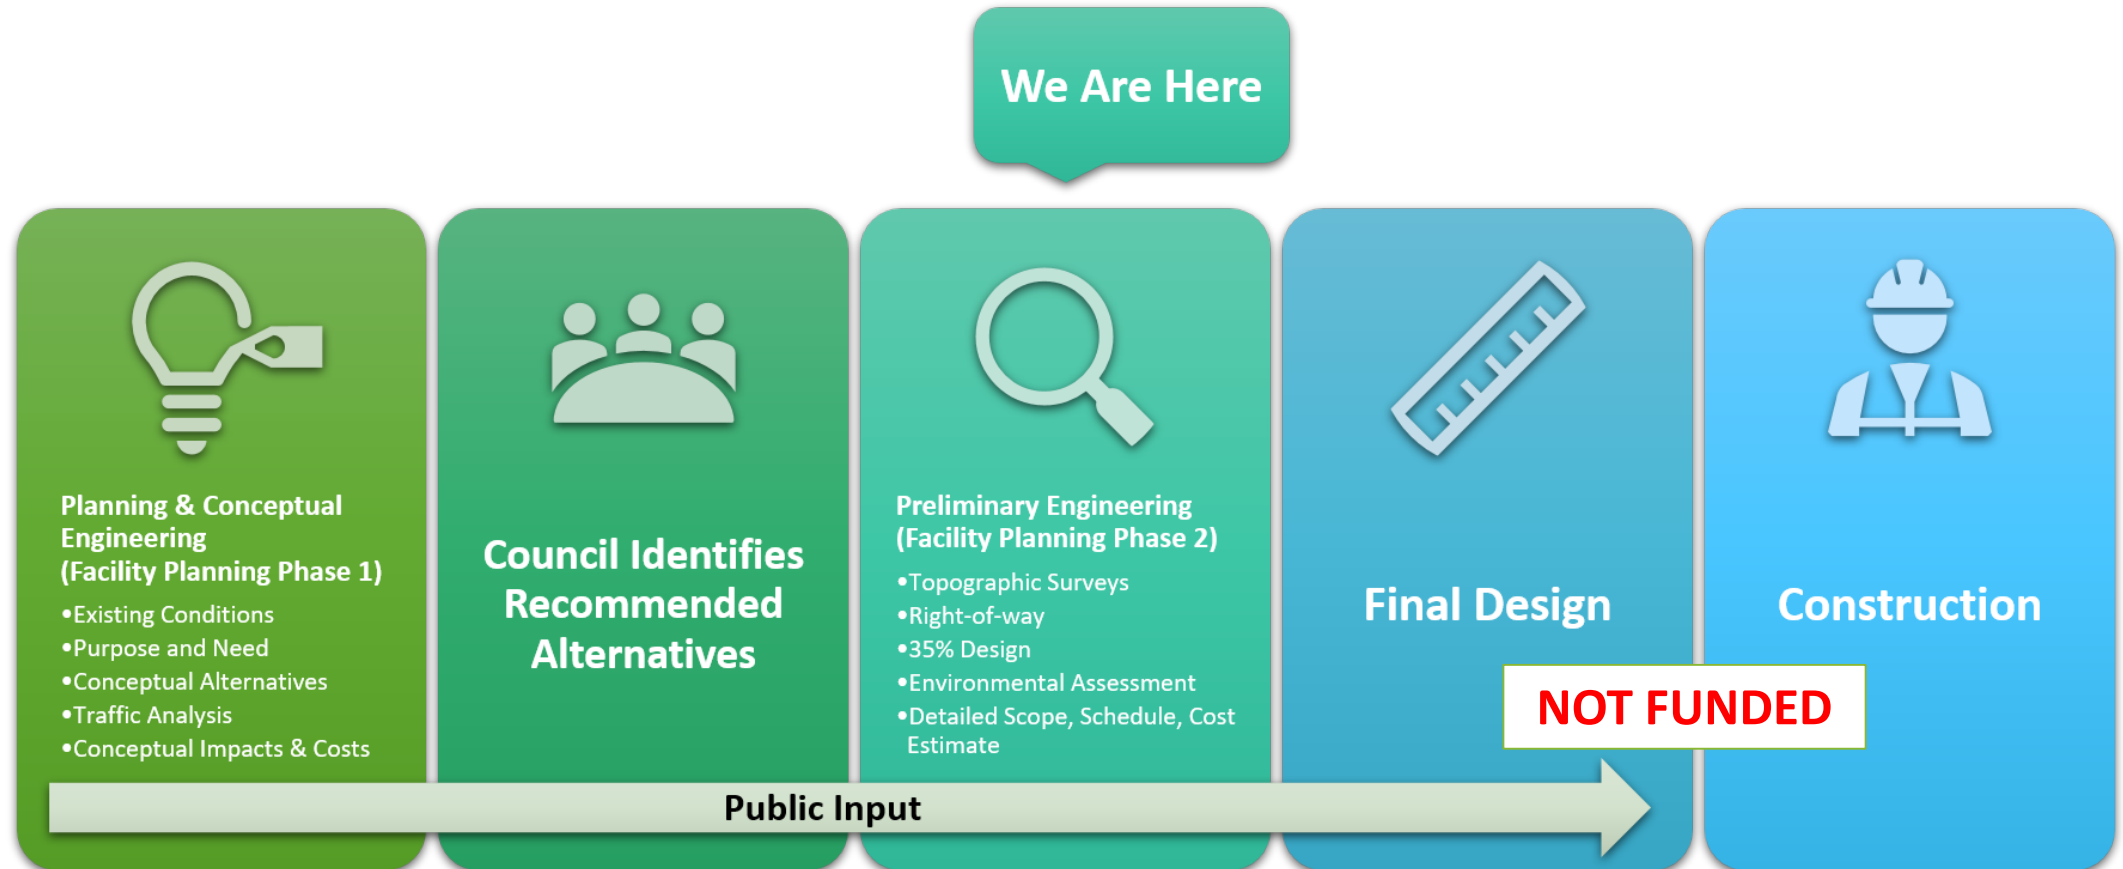 We Are Here
Planning & Conceptual
Engineering
(Facility Planning Phase 1)
•Existing Conditions
•Purpose and Need
•Conceptual Alternatives
•Traffic Analysis
•Conceptual Impacts & Costs
Council Identifies
Recommended
Alternatives
Preliminary Engineering
(Facility Planning Phase 2)
•Topographic Surveys
•Right-of-way
•35% Design
•Environmental Assessment
•Detailed Scope, Schedule, Cost
Estimate
Final Design
Construction
NOT FUNDED
Public Input